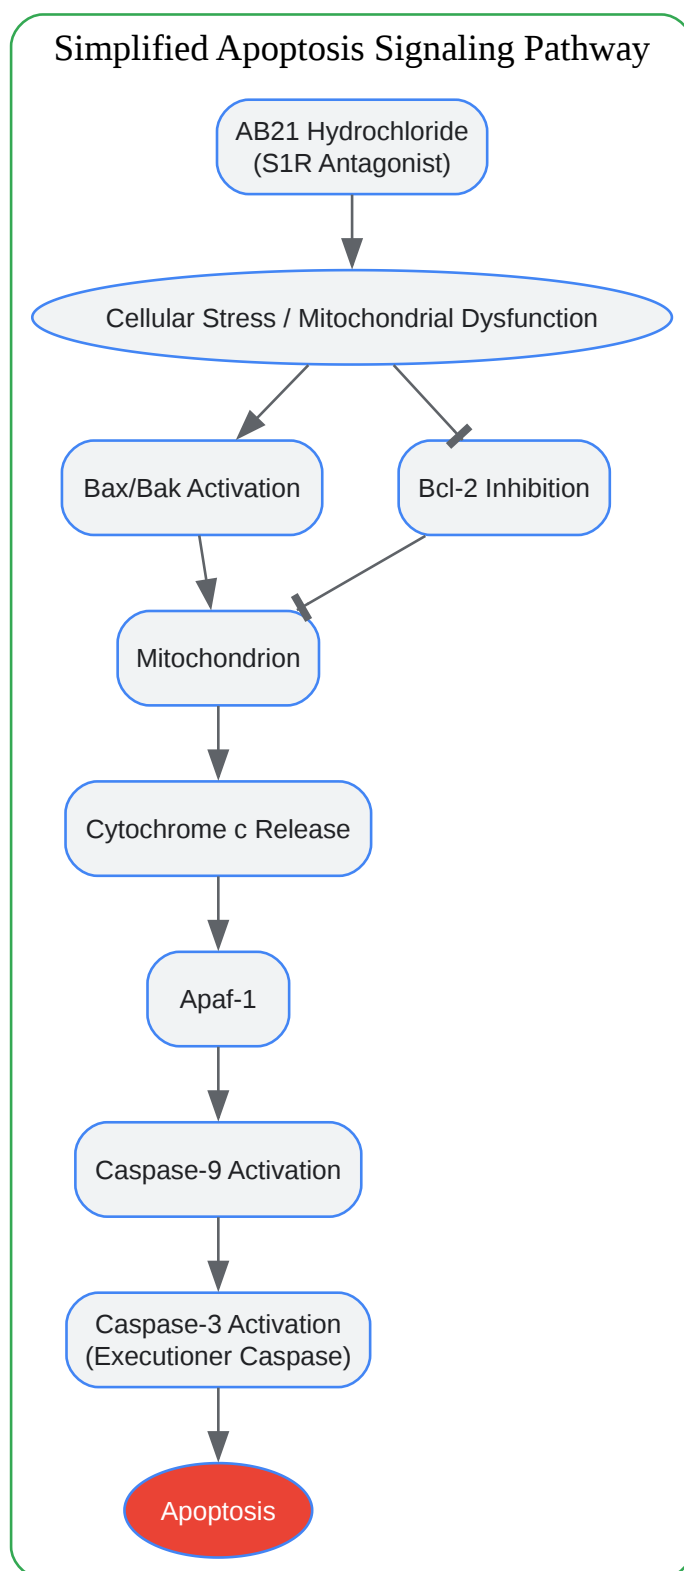 Simplified Apoptosis Signaling Pathway
AB21 Hydrochloride
(S1R Antagonist)
Cellular Stress / Mitochondrial Dysfunction
Bax/Bak Activation
Bcl-2 Inhibition
Mitochondrion
Cytochrome c Release
Apaf-1
Caspase-9 Activation
Caspase-3 Activation
(Executioner Caspase)
Apoptosis